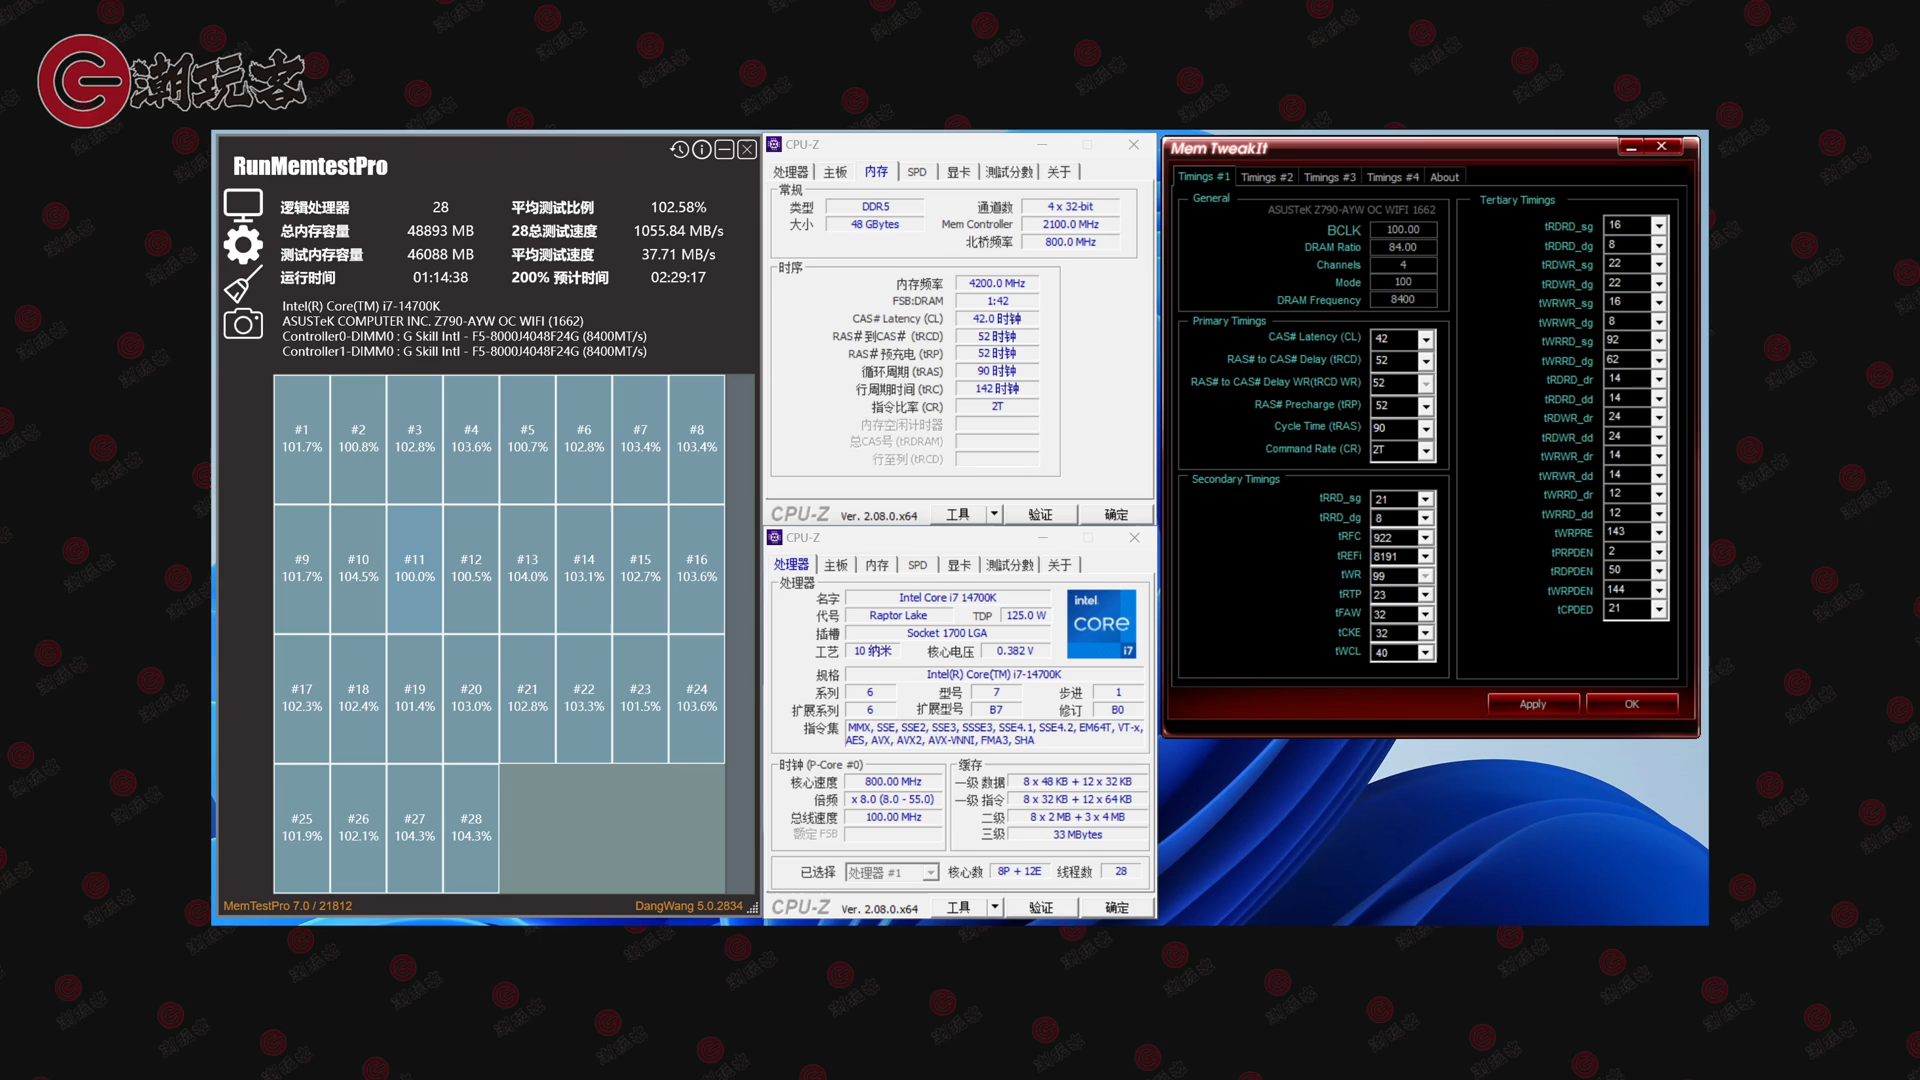 潮玩客
RunMemtestPro
逻辑处理器 28 平均测试比例 102.58%
总内存容量 48893 MB 28总测试速度 1055.84 MB/s
测试内存容量 46088 MB 平均测试速度 37.71 MB/s
运行时间 01:14:38 200% 预计时间 02:29:17
Intel(R) Core(TM) i7-14700K
ASUSTeK COMPUTER INC. Z790-AYW OC WIFI (1662)
Controller0-DIMM0 : G Skill Intl - F5-8000J4048F24G (8400MT/s)
Controller1-DIMM0 : G Skill Intl - F5-8000J4048F24G (8400MT/s)
#1 #2 #3 #4 #5 #6 #7 #8
101.7% 100.8% 102.8% 103.6% 100.7% 102.8% 103.4% 103.4%
#9 #10 #11 #12 #13 #14 #15 #16
101.7% 104.5% 100.0% 100.5% 104.0% 103.1% 102.7% 103.6%
#17 #18 #19 #20 #21 #22 #23 #24
102.3% 102.4% 101.4% 103.0% 102.8% 103.3% 101.5% 103.6%
#25 #26 #27 #28
101.9% 102.1% 104.3% 104.3%
MemTestPro 7.0 / 21812 DangWang 5.0.2834
CPU-Z
处理器 主板 内存 SPD 显卡 測試分數 关于
常规
类型 DDR5 通道数 4 x 32-bit
大小 48 GBytes Mem Controller 2100.0 MHz
北桥频率 800.0 MHz
时序
内存频率 4200.0 MHz
FSB:DRAM 1:42
CAS# Latency (CL) 42.0 时钟
RAS#到CAS# (tRCD) 52 时钟
RAS#预充电 (tRP) 52 时钟
循环周期 (tRAS) 90 时钟
行周期时间 (tRC) 142 时钟
指令比率 (CR) 2T
内存空闲计时器
总CAS号 (tRDRAM)
行至列 (tRCD)
CPU-Z Ver. 2.08.0.x64 工具 验证 确定
CPU-Z
处理器 主板 内存 SPD 显卡 測試分數 关于
处理器
名字 Intel Core i7 14700K
代号 Raptor Lake TDP 125.0 W
插槽 Socket 1700 LGA
工艺 10 纳米 核心电压 0.382 V
intel. CORE i7
规格 Intel(R) Core(TM) i7-14700K
系列 6 型号 7 步进 1
扩展系列 6 扩展型号 B7 修订 B0
指令集 MMX, SSE, SSE2, SSE3, SSSE3, SSE4.1, SSE4.2, EM64T, VT-x,
AES, AVX, AVX2, AVX-VNNI, FMA3, SHA
时钟 (P-Core #0)
核心速度 800.00 MHz
倍频 x 8.0 (8.0 - 55.0)
总线速度 100.00 MHz
额定 FSB
缓存
一级 数据 8 x 48 KB + 12 x 32 KB
一级 指令 8 x 32 KB + 12 x 64 KB
二级 8 x 2 MB + 3 x 4 MB
三级 33 MBytes
已选择 处理器 #1 核心数 8P + 12E 线程数 28
CPU-Z Ver. 2.08.0.x64 工具 验证 确定
Mem TweakIt
Timings #1 Timings #2 Timings #3 Timings #4 About
General
ASUSTeK Z790-AYW OC WIFI 1662
BCLK 100.00
DRAM Ratio 84.00
Channels 4
Mode 100
DRAM Frequency 8400
Primary Timings
CAS# Latency (CL) 42
RAS# to CAS# Delay (tRCD) 52
RAS# to CAS# Delay WR(tRCD WR) 52
RAS# Precharge (tRP) 52
Cycle Time (tRAS) 90
Command Rate (CR) 2T
Secondary Timings
tRRD_sg 21
tRRD_dg 8
tRFC 922
tREFi 8191
tWR 99
tRTP 23
tFAW 32
tCKE 32
tWCL 40
Tertiary Timings
tRDRD_sg 16
tRDRD_dg 8
tRDWR_sg 22
tRDWR_dg 22
tWRWR_sg 16
tWRWR_dg 8
tWRRD_sg 92
tWRRD_dg 62
tRDRD_dr 14
tRDRD_dd 14
tRDWR_dr 24
tRDWR_dd 24
tWRWR_dr 14
tWRWR_dd 14
tWRRD_dr 12
tWRRD_dd 12
tWRPRE 143
tPRPDEN 2
tRDPDEN 50
tWRPDEN 144
tCPDED 21
Apply OK